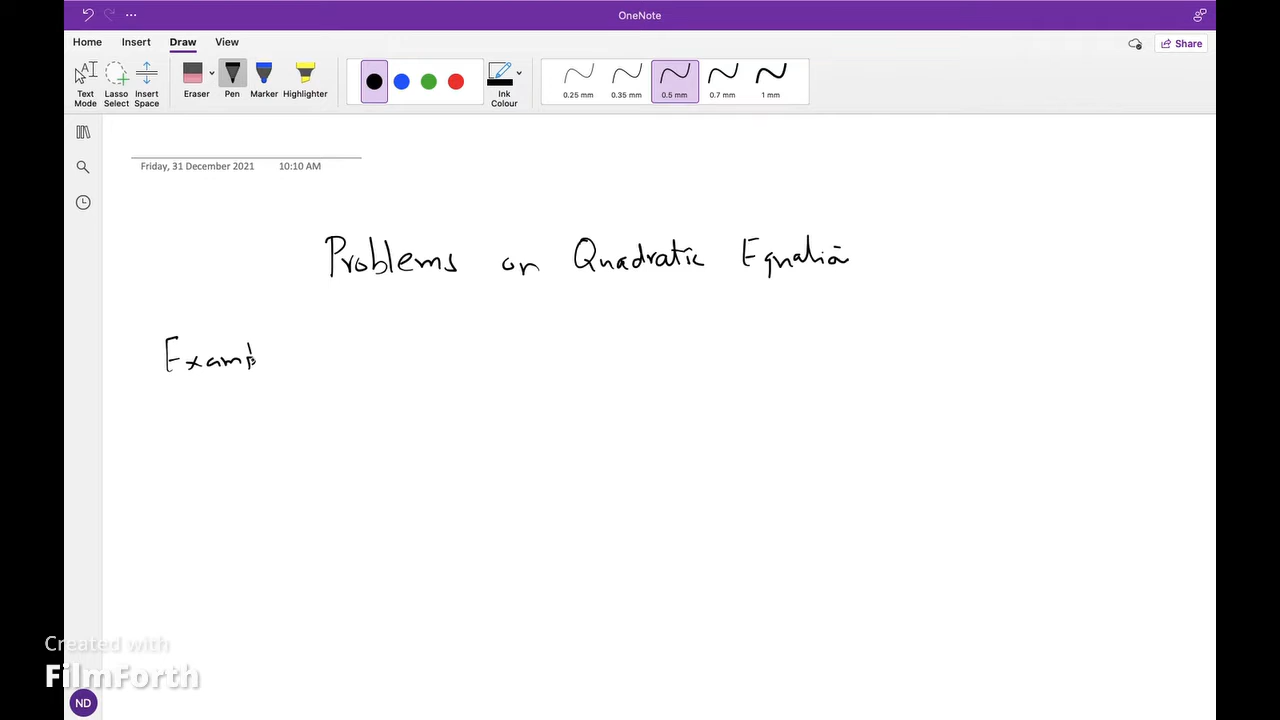 OneNote
Home Insert Draw View
Share
Text Mode Lasso Select Insert Space Eraser Pen Marker Highlighter Ink Colour 0.25 mm 0.35 mm 0.5 mm 0.7 mm 1 mm
Friday, 31 December 2021 10:10 AM
Problems on Quadratic Equation
Examp
Created with
FilmForth
ND